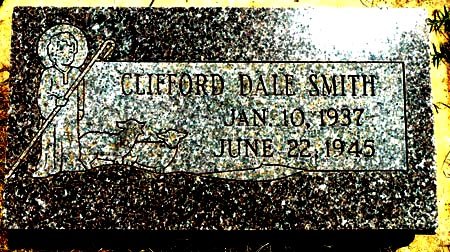 CLIFFORD DALE SMITH
JAN. 10, 1937
JUNE 22, 1945